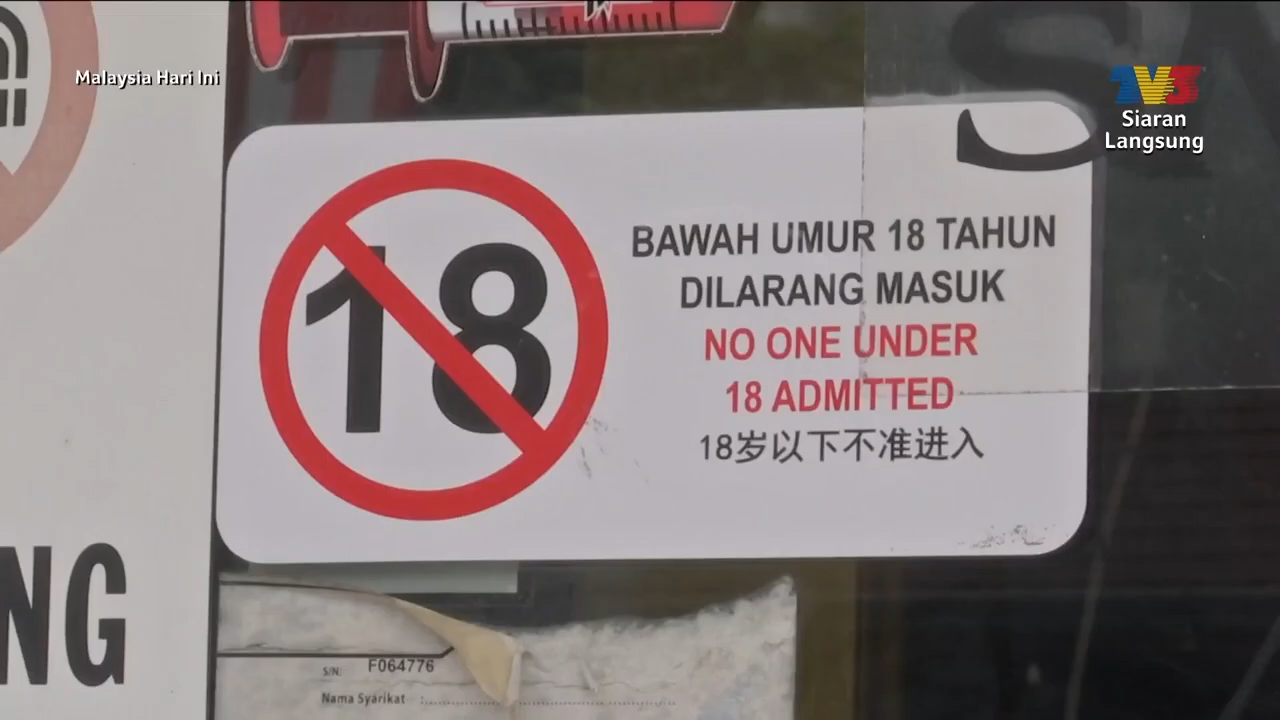 Malaysia Hari Ini
TV3
Siaran
Langsung
BAWAH UMUR 18 TAHUN
DILARANG MASUK
NO ONE UNDER
18 ADMITTED
18岁以下不准进入
18
NG
S/N: F064776
Nama Syarikat :